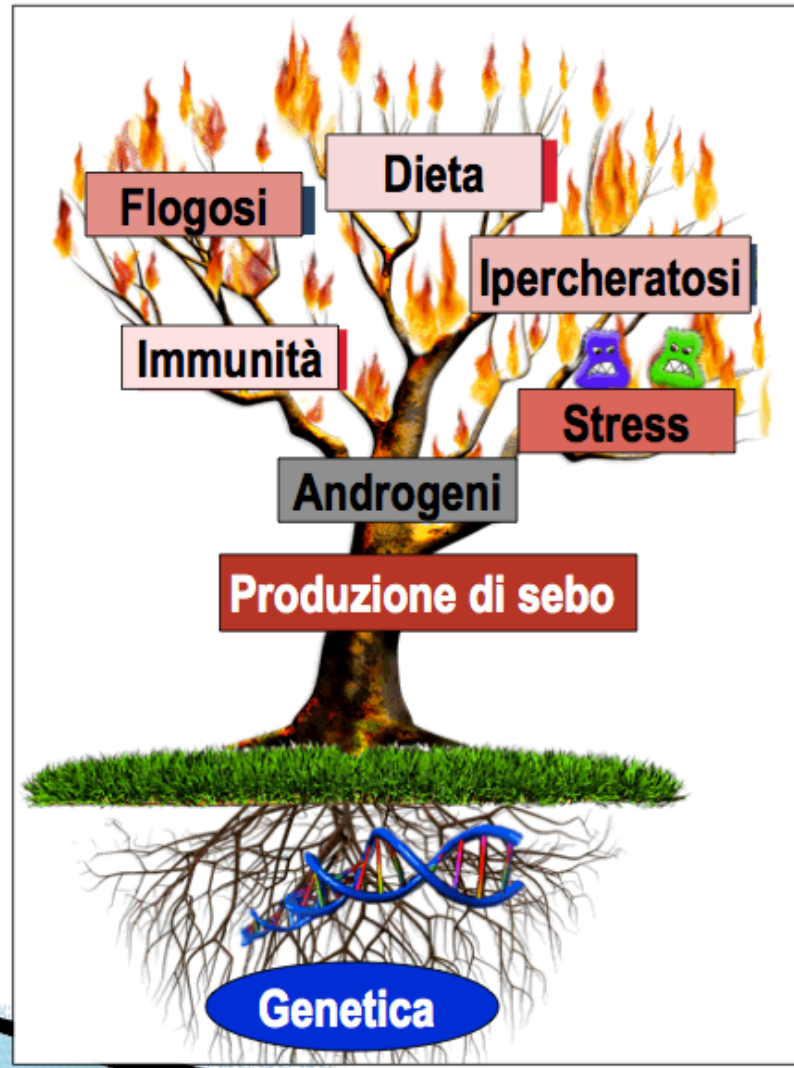 Dieta
Flogosi
Ipercheratosi
Immunità
Stress
Androgeni
Produzione di sebo
Genetica